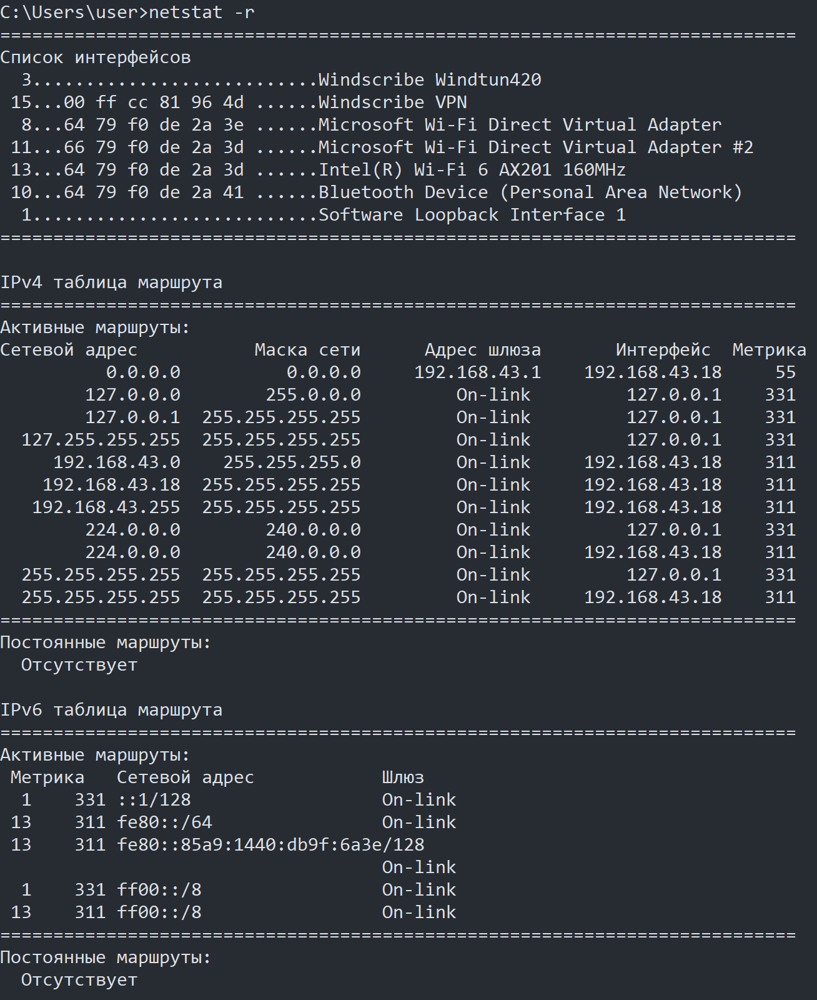 C:\Users\user>netstat -r
===========================================================================
Список интерфейсов
  3...........................Windscribe Windtun420
 15...00 ff cc 81 96 4d ......Windscribe VPN
  8...64 79 f0 de 2a 3e ......Microsoft Wi-Fi Direct Virtual Adapter
 11...66 79 f0 de 2a 3d ......Microsoft Wi-Fi Direct Virtual Adapter #2
 13...64 79 f0 de 2a 3d ......Intel(R) Wi-Fi 6 AX201 160MHz
 10...64 79 f0 de 2a 41 ......Bluetooth Device (Personal Area Network)
  1...........................Software Loopback Interface 1
===========================================================================

IPv4 таблица маршрута
===========================================================================
Активные маршруты:
Сетевой адрес           Маска сети      Адрес шлюза       Интерфейс  Метрика
          0.0.0.0          0.0.0.0     192.168.43.1    192.168.43.18     55
        127.0.0.0        255.0.0.0         On-link         127.0.0.1    331
        127.0.0.1  255.255.255.255         On-link         127.0.0.1    331
  127.255.255.255  255.255.255.255         On-link         127.0.0.1    331
     192.168.43.0    255.255.255.0         On-link     192.168.43.18    311
    192.168.43.18  255.255.255.255         On-link     192.168.43.18    311
   192.168.43.255  255.255.255.255         On-link     192.168.43.18    311
        224.0.0.0        240.0.0.0         On-link         127.0.0.1    331
        224.0.0.0        240.0.0.0         On-link     192.168.43.18    311
  255.255.255.255  255.255.255.255         On-link         127.0.0.1    331
  255.255.255.255  255.255.255.255         On-link     192.168.43.18    311
===========================================================================
Постоянные маршруты:
  Отсутствует

IPv6 таблица маршрута
===========================================================================
Активные маршруты:
 Метрика   Сетевой адрес            Шлюз
  1    331 ::1/128                  On-link
 13    311 fe80::/64                On-link
 13    311 fe80::85a9:1440:db9f:6a3e/128
                                    On-link
  1    331 ff00::/8                 On-link
 13    311 ff00::/8                 On-link
===========================================================================
Постоянные маршруты:
  Отсутствует